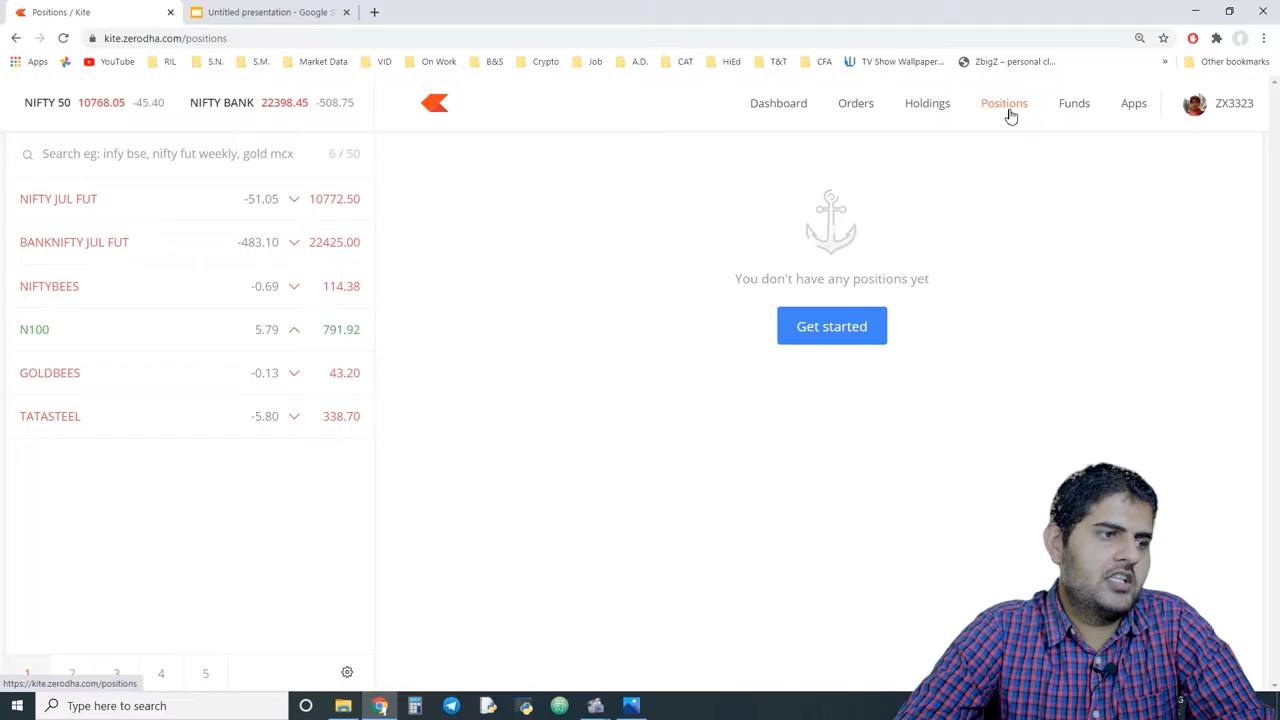 Positions / Kite
Untitled presentation - Google S
kite.zerodha.com/positions
Apps
YouTube
RIL
S.N.
S.M.
Market Data
VID
On Work
B&S
Crypto
Job
A.D.
CAT
HiEd
T&T
CFA
TV Show Wallpaper...
ZbigZ – personal cl...
»
Other bookmarks
NIFTY 50 10768.05 -45.40 NIFTY BANK 22398.45 -508.75
Dashboard Orders Holdings Positions Funds Apps ZX3323
Search eg: infy bse, nifty fut weekly, gold mcx 6 / 50
NIFTY JUL FUT -51.05 10772.50
BANKNIFTY JUL FUT -483.10 22425.00
NIFTYBEES -0.69 114.38
N100 5.79 791.92
GOLDBEES -0.13 43.20
TATASTEEL -5.80 338.70
You don't have any positions yet
Get started
1 2 3 4 5
https://kite.zerodha.com/positions
Type here to search